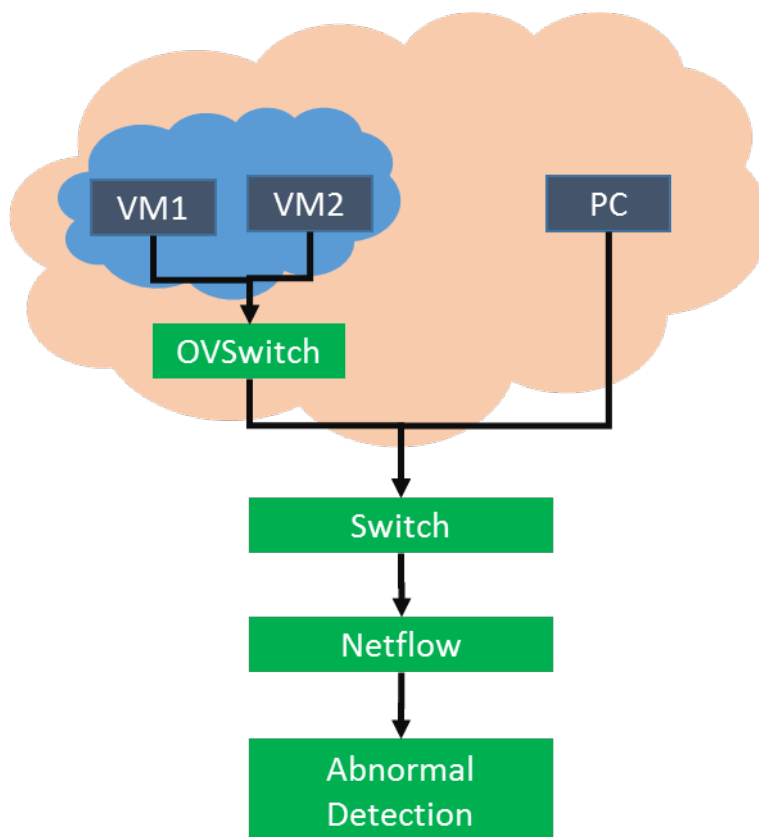 VM1
VM2
PC
OVSwitch
Switch
Netflow
Abnormal
Detection